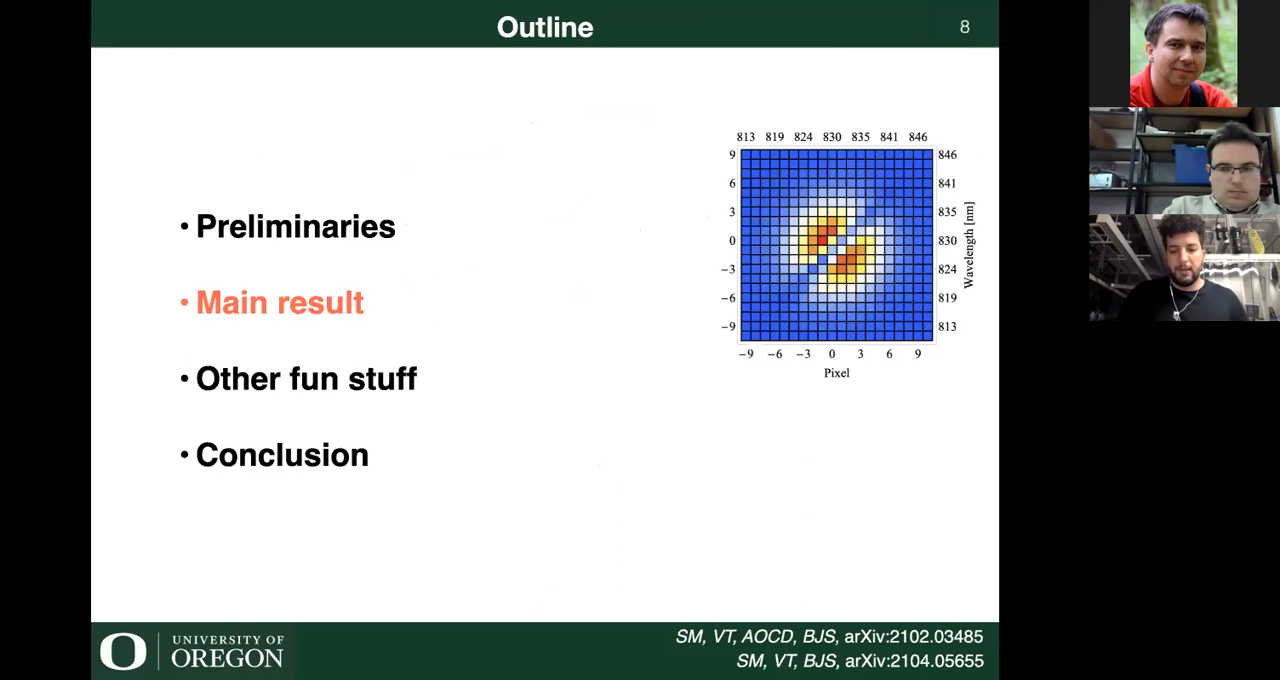 Outline
8
• Preliminaries
• Main result
• Other fun stuff
• Conclusion
813 819 824 830 835 841 846
9 846
6 841
3 835
0 830
−3 824
−6 819
−9 813
Wavelength [nm]
−9 −6 −3 0 3 6 9
Pixel
UNIVERSITY OF
OREGON
SM, VT, AOCD, BJS, arXiv:2102.03485
SM, VT, BJS, arXiv:2104.05655